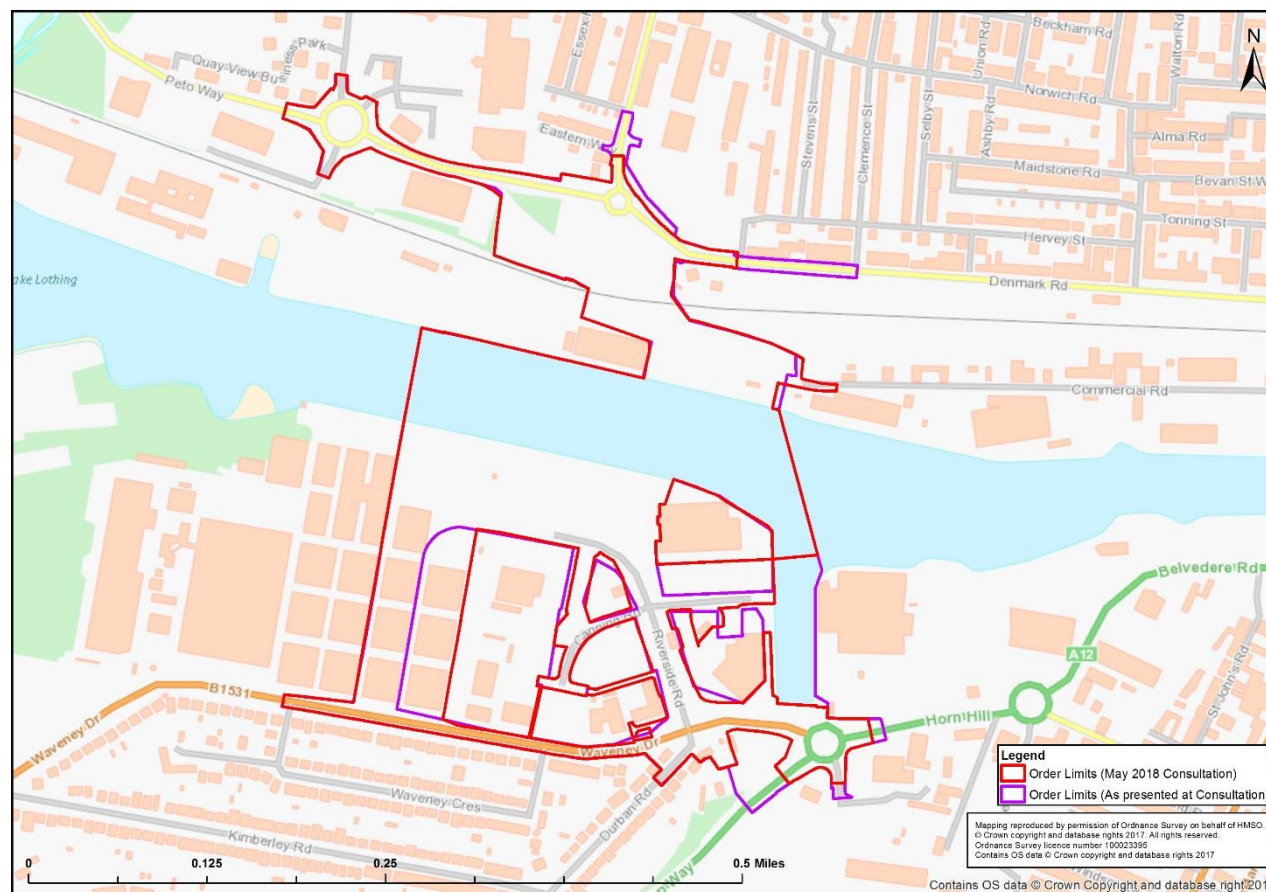 Beckham Rd
Union Rd
Walton Rd
N
Essex
Quay View Business Park
Norwich Rd
Peto Way
Stevens St
Clemence St
Selby St
Ashby Rd
Alma Rd
Eastern Way
Maidstone Rd
Bevan St W
Tonning St
Hervey St
ake Lothing
Denmark Rd
Commercial Rd
Belvedere Rd
Canning Rd
Riverside Rd
A12
St John's Rd
B1531
Waveney Dr
Horn Hill
Waveney Dr
Legend
Order Limits (May 2018 Consultation)
Order Limits (As presented at Consultation
Waveney Cres
Durban Rd
Kimberley Rd
Mapping reproduced by permission of Ordnance Survey on behalf of HMSO.
© Crown copyright and database rights 2017. All rights reserved.
Ordnance Survey licence number 100023395
Contains OS data © Crown copyright and database rights 2017
0 0.125 0.25 0.5 Miles
Way
Contains OS data © Crown Copyright and database right 201